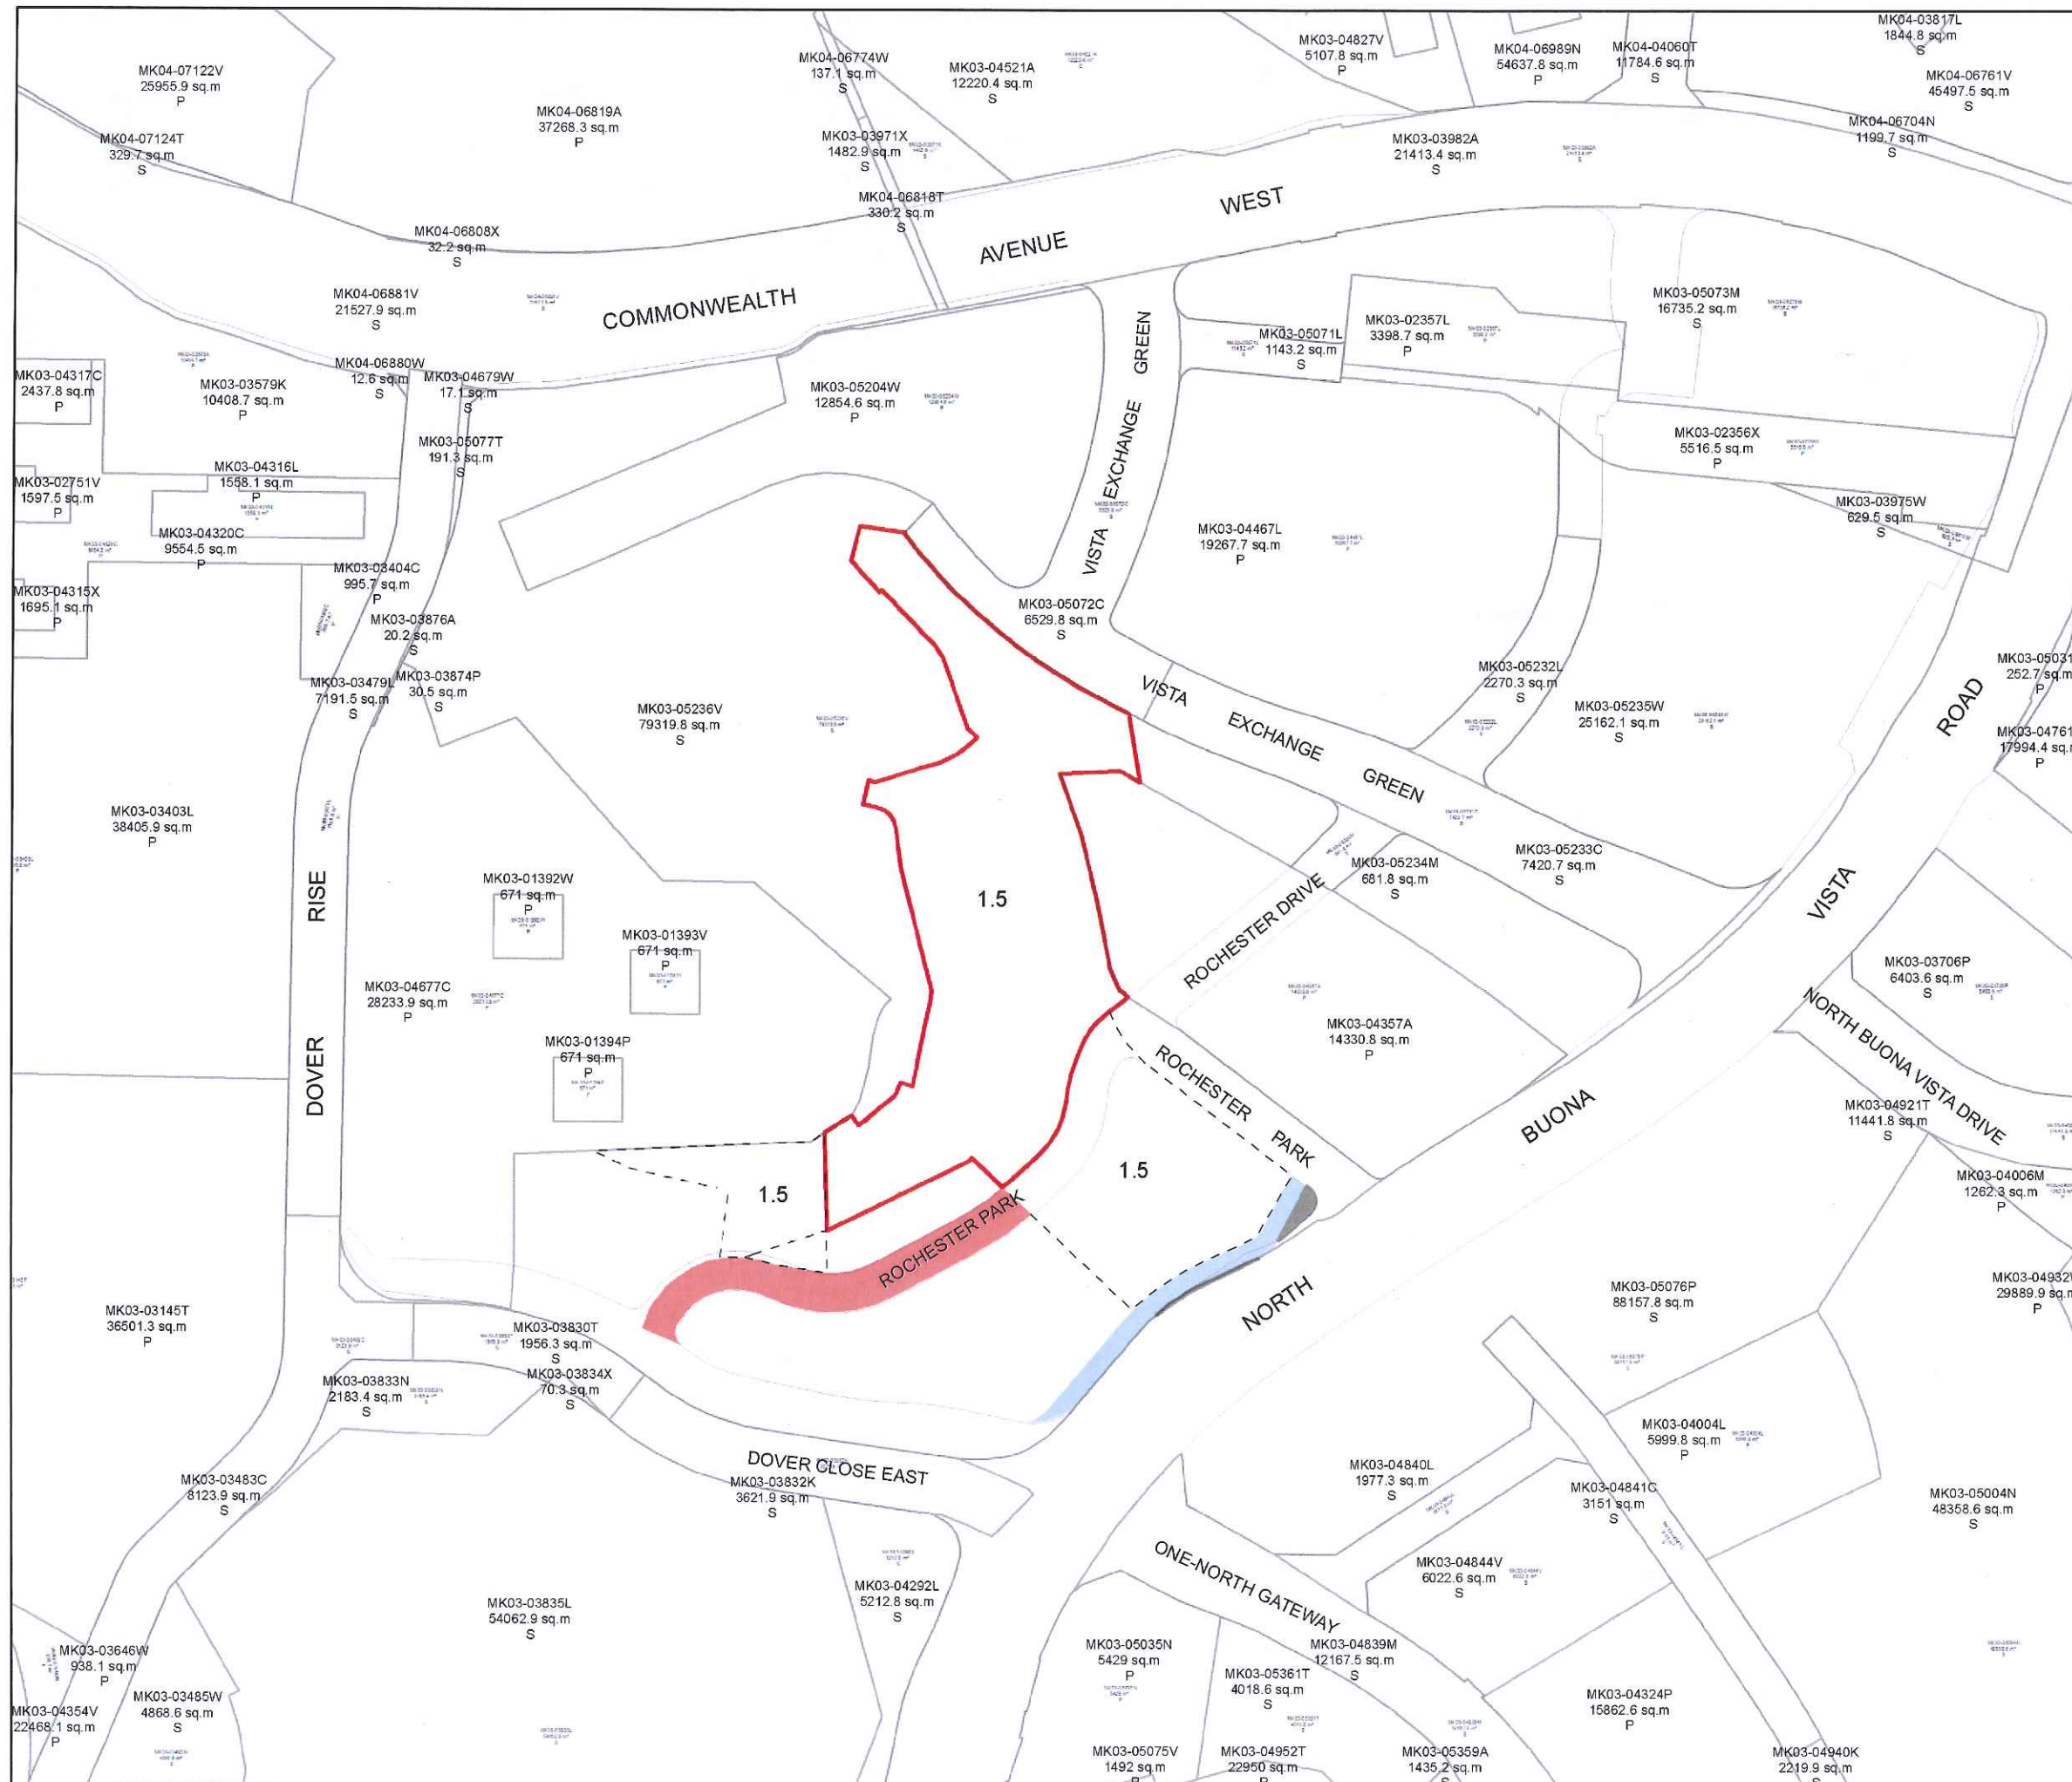 MK04-03817L
1844.8 sq.m
S
MK03-04827V
5107.8 sq.m
P
MK04-06989N
54637.8 sq.m
P
MK04-04060T
11784.6 sq.m
S
MK04-06774W
137.1 sq.m
S
MK03-04521A
12220.4 sq.m
S
MK04-07122V
25955.9 sq.m
P
MK04-06761V
45497.5 sq.m
S
MK04-06819A
37268.3 sq.m
P
MK04-06704N
1199.7 sq.m
S
MK04-07124T
329.7 sq.m
S
MK03-03971X
1482.9 sq.m
S
MK03-03982A
21413.4 sq.m
S
MK04-06818T
330.2 sq.m
S
WEST
AVENUE
COMMONWEALTH
MK04-06808X
32.2 sq.m
S
MK04-06881V
21527.9 sq.m
S
MK03-05073M
16735.2 sq.m
S
MK03-05071L
1143.2 sq.m
S
MK03-02357L
3398.7 sq.m
P
MK04-06880W
12.6 sq.m
S
MK03-04679W
17.1 sq.m
S
MK03-04317C
2437.8 sq.m
P
MK03-03579K
10408.7 sq.m
P
MK03-05204W
12854.6 sq.m
P
VISTA EXCHANGE GREEN
MK03-05077T
191.3 sq.m
S
MK03-02356X
5516.5 sq.m
P
MK03-04316L
1558.1 sq.m
P
MK03-02751V
1597.5 sq.m
P
MK03-03975W
629.5 sq.m
S
MK03-04320C
9554.5 sq.m
P
MK03-04467L
19267.7 sq.m
P
MK03-03404C
995.7 sq.m
P
MK03-04315X
1695.1 sq.m
P
MK03-05072C
6529.8 sq.m
S
MK03-03876A
20.2 sq.m
S
MK03-03479L
7191.5 sq.m
S
MK03-03874P
30.5 sq.m
S
MK03-05232L
2270.3 sq.m
S
MK03-05031
252.7 sq.m
P
MK03-05236V
79319.8 sq.m
S
VISTA EXCHANGE GREEN
MK03-05235W
25162.1 sq.m
S
MK03-04761
17994.4 sq.m
P
ROAD
VISTA
BUONA
NORTH
MK03-03403L
38405.9 sq.m
P
MK03-05234M
681.8 sq.m
S
MK03-05233C
7420.7 sq.m
S
1.5
ROCHESTER DRIVE
DOVER RISE
MK03-01392W
671 sq.m
P
MK03-01393V
671 sq.m
P
MK03-04677C
28233.9 sq.m
P
MK03-01394P
671 sq.m
P
MK03-03706P
6403.6 sq.m
S
NORTH BUONA VISTA DRIVE
MK03-04357A
14330.8 sq.m
P
ROCHESTER PARK
MK03-04921T
11441.8 sq.m
S
MK03-04006M
1262.3 sq.m
P
1.5
1.5
ROCHESTER PARK
MK03-05076P
88157.8 sq.m
S
MK03-04932
29889.9 sq.m
P
MK03-03145T
36501.3 sq.m
P
MK03-03830T
1956.3 sq.m
S
MK03-03833N
2183.4 sq.m
S
MK03-03834X
70.3 sq.m
S
MK03-04004L
5999.8 sq.m
P
DOVER CLOSE EAST
MK03-03832K
3621.9 sq.m
S
MK03-03483C
8123.9 sq.m
S
MK03-04840L
1977.3 sq.m
S
MK03-04841C
3151 sq.m
S
MK03-05004N
48358.6 sq.m
S
ONE-NORTH GATEWAY
MK03-04844V
6022.6 sq.m
S
MK03-04292L
5212.8 sq.m
S
MK03-03835L
54062.9 sq.m
S
MK03-03646W
938.1 sq.m
P
MK03-05035N
5429 sq.m
P
MK03-04839M
12167.5 sq.m
S
MK03-05361T
4018.6 sq.m
S
MK03-04354V
22468.1 sq.m
P
MK03-03485W
4868.6 sq.m
S
MK03-04324P
15862.6 sq.m
P
MK03-05075V
1492 sq.m
P
MK03-04952T
22950 sq.m
P
MK03-05359A
1435.2 sq.m
S
MK03-04940K
2219.9 sq.m
S